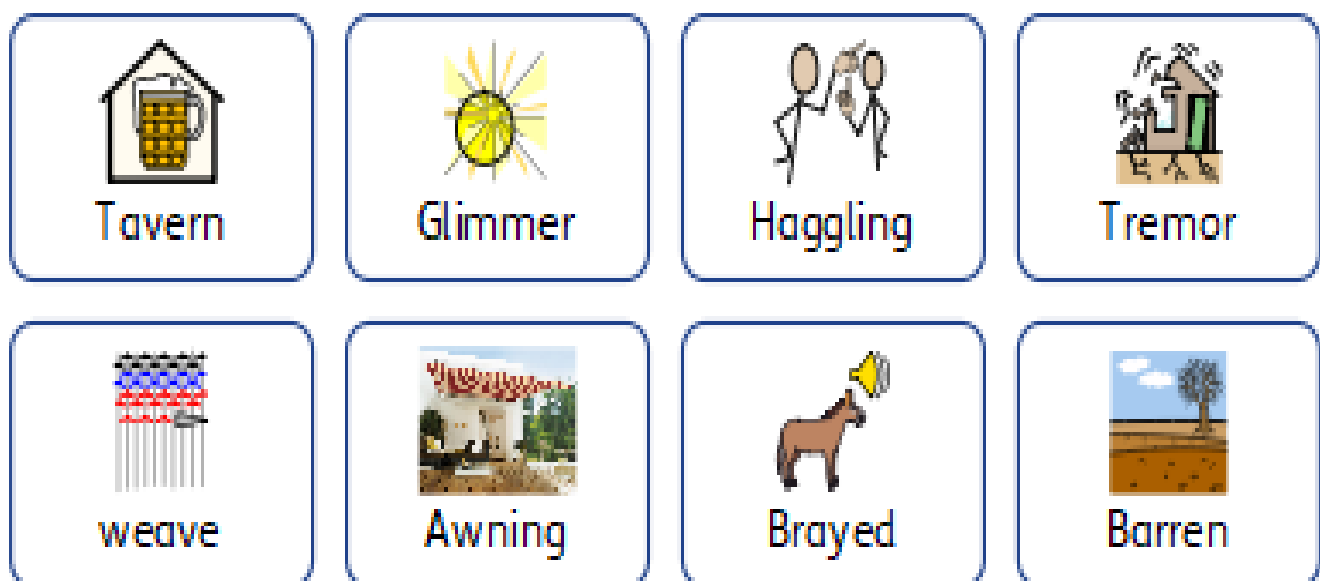 Tavern
Glimmer
Haggling
Tremor
weave
Awning
Brayed
Barren